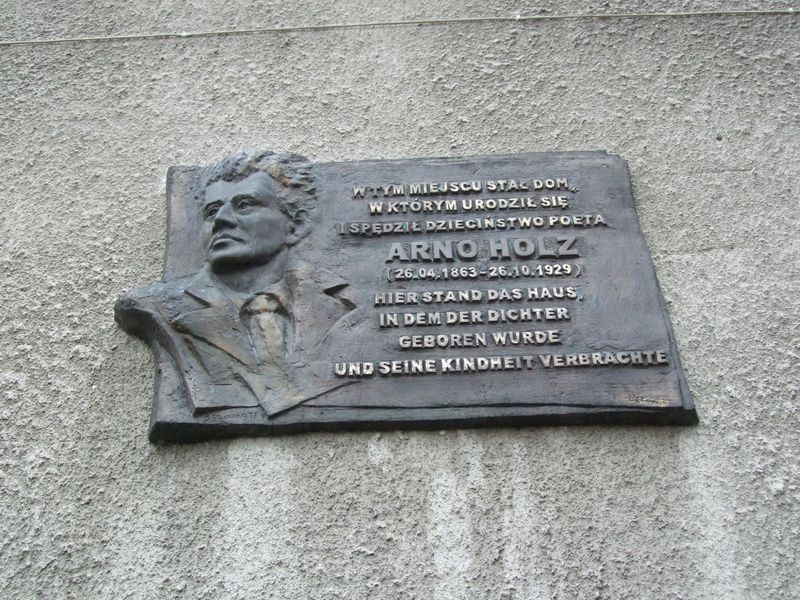 W TYM MIEJSCU STAŁ DOM,
W KTÓRYM URODZIŁ SIĘ
I SPĘDZIŁ DZIECIŃSTWO POETA
ARNO HOLZ
(26.04.1863-26.10.1929)
HIER STAND DAS HAUS,
IN DEM DER DICHTER
GEBOREN WURDE
UND SEINE KINDHEIT VERBRACHTE